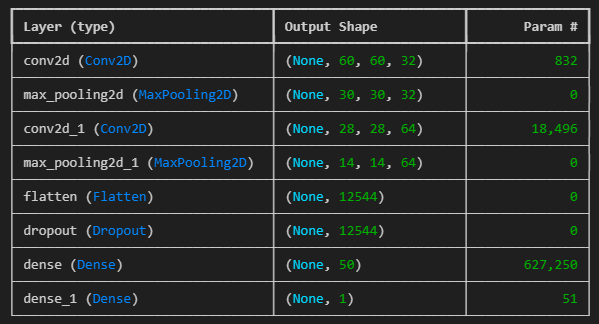 Layer (type) Output Shape Param #
conv2d (Conv2D) (None, 60, 60, 32) 832
max_pooling2d (MaxPooling2D) (None, 30, 30, 32) 0
conv2d_1 (Conv2D) (None, 28, 28, 64) 18,496
max_pooling2d_1 (MaxPooling2D) (None, 14, 14, 64) 0
flatten (Flatten) (None, 12544) 0
dropout (Dropout) (None, 12544) 0
dense (Dense) (None, 50) 627,250
dense_1 (Dense) (None, 1) 51